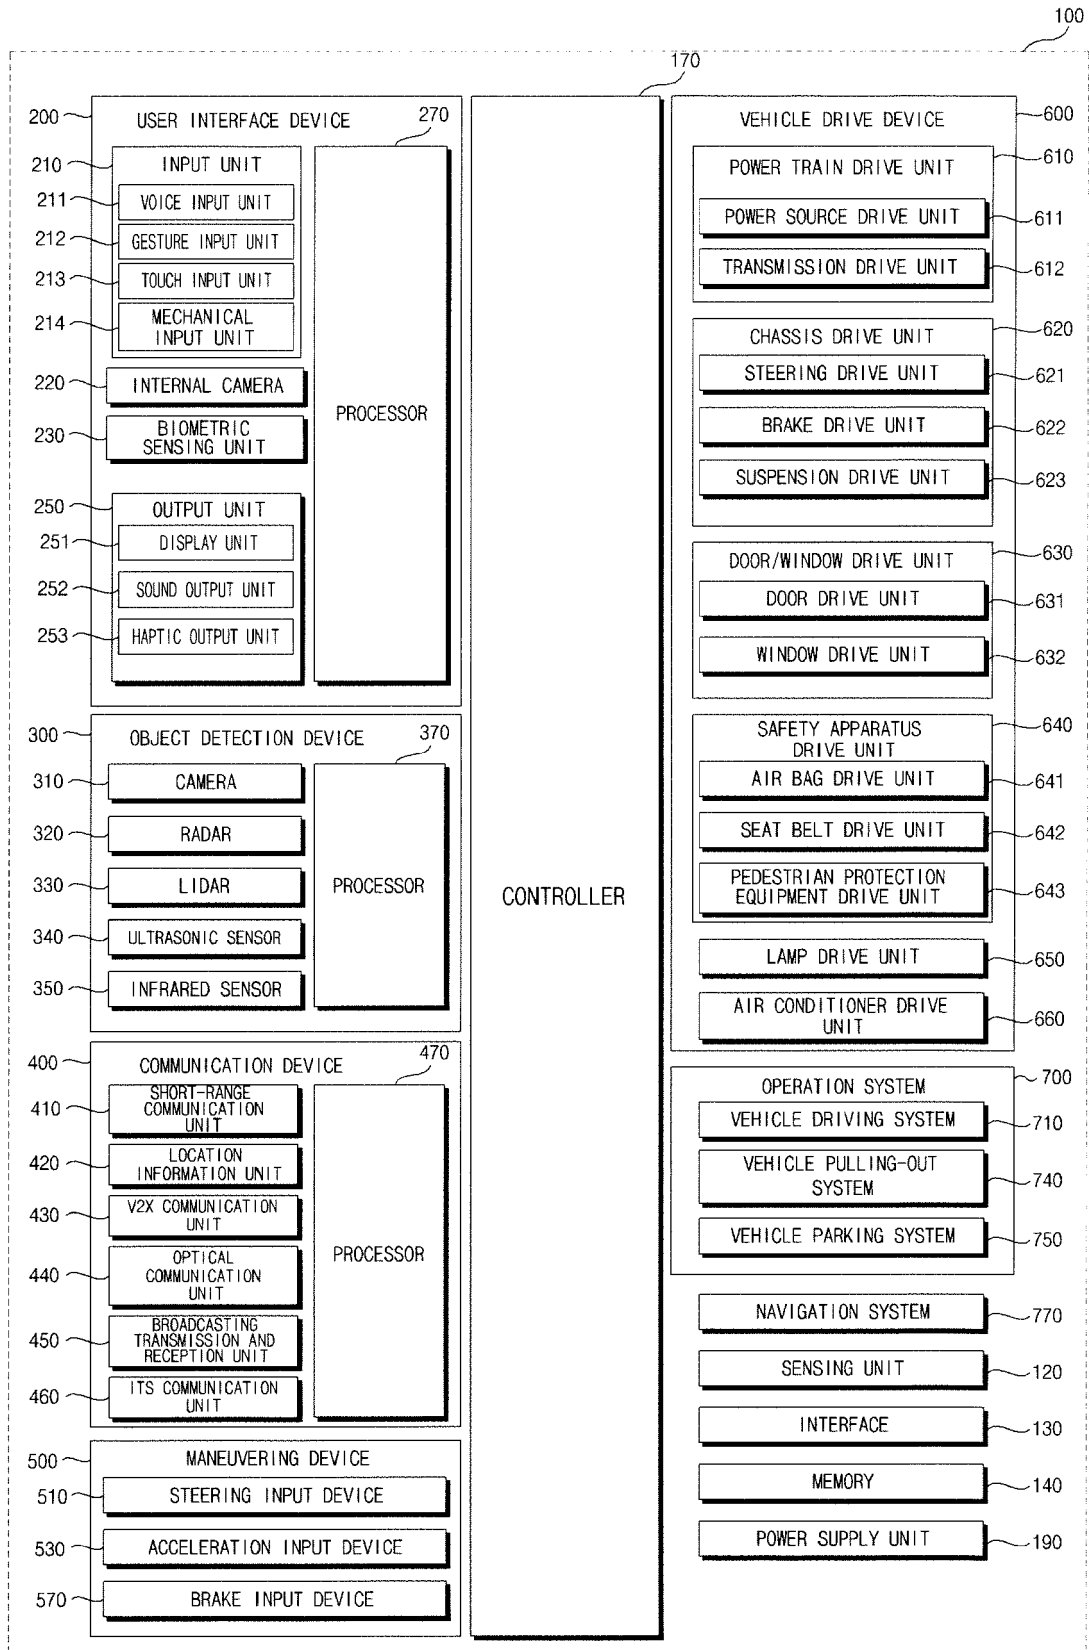 100
170
200
USER INTERFACE DEVICE
270
210
INPUT UNIT
211
VOICE INPUT UNIT
212
GESTURE INPUT UNIT
213
TOUCH INPUT UNIT
214
MECHANICAL
INPUT UNIT
220
INTERNAL CAMERA
230
BIOMETRIC
SENSING UNIT
PROCESSOR
250
OUTPUT UNIT
251
DISPLAY UNIT
252
SOUND OUTPUT UNIT
253
HAPTIC OUTPUT UNIT
300
OBJECT DETECTION DEVICE
370
310
CAMERA
320
RADAR
330
LIDAR
340
ULTRASONIC SENSOR
350
INFRARED SENSOR
PROCESSOR
400
COMMUNICATION DEVICE
470
410
SHORT-RANGE
COMMUNICATION
UNIT
420
LOCATION
INFORMATION UNIT
430
V2X COMMUNICATION
UNIT
440
OPTICAL
COMMUNICATION
UNIT
450
BROADCASTING
TRANSMISSION AND
RECEPTION UNIT
460
ITS COMMUNICATION
UNIT
PROCESSOR
500
MANEUVERING DEVICE
510
STEERING INPUT DEVICE
530
ACCELERATION INPUT DEVICE
570
BRAKE INPUT DEVICE
CONTROLLER
VEHICLE DRIVE DEVICE
600
POWER TRAIN DRIVE UNIT
610
POWER SOURCE DRIVE UNIT
611
TRANSMISSION DRIVE UNIT
612
CHASSIS DRIVE UNIT
620
STEERING DRIVE UNIT
621
BRAKE DRIVE UNIT
622
SUSPENSION DRIVE UNIT
623
DOOR/WINDOW DRIVE UNIT
630
DOOR DRIVE UNIT
631
WINDOW DRIVE UNIT
632
SAFETY APPARATUS
DRIVE UNIT
640
AIR BAG DRIVE UNIT
641
SEAT BELT DRIVE UNIT
642
PEDESTRIAN PROTECTION
EQUIPMENT DRIVE UNIT
643
LAMP DRIVE UNIT
650
AIR CONDITIONER DRIVE
UNIT
660
OPERATION SYSTEM
700
VEHICLE DRIVING SYSTEM
710
VEHICLE PULLING-OUT
SYSTEM
740
VEHICLE PARKING SYSTEM
750
NAVIGATION SYSTEM
770
SENSING UNIT
120
INTERFACE
130
MEMORY
140
POWER SUPPLY UNIT
190